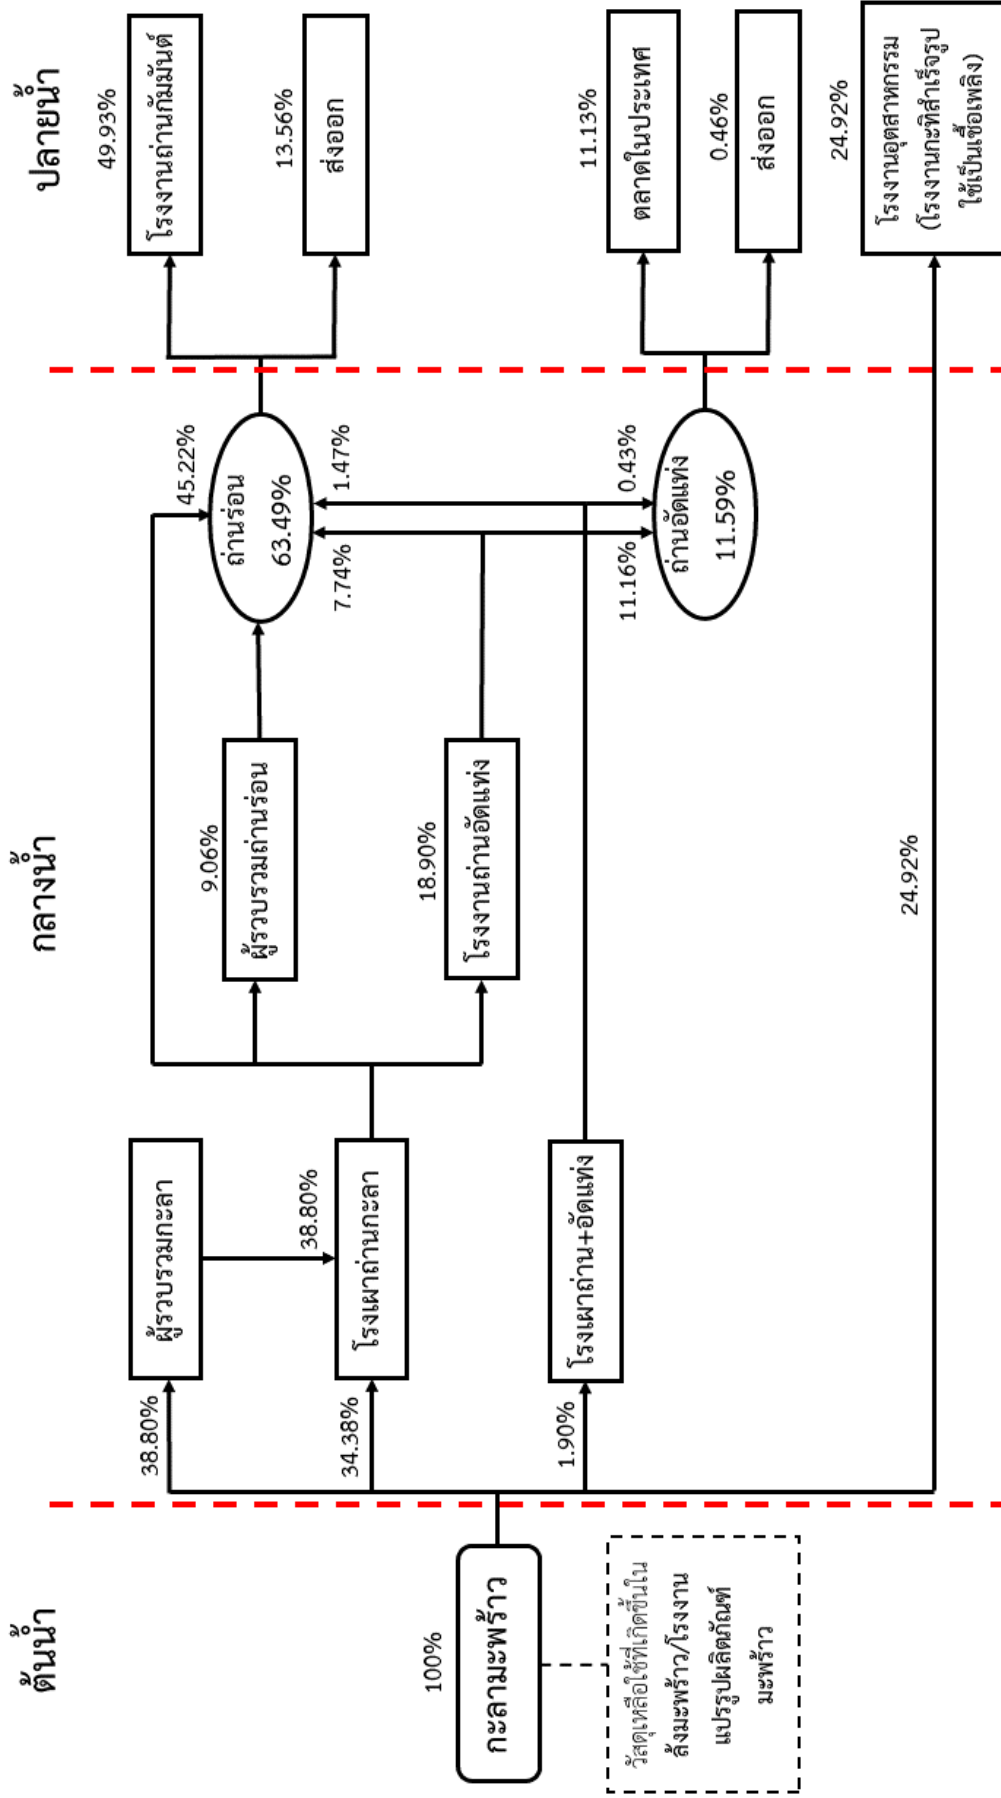 ต้นน้ำ
กลางน้ำ
ปลายน้ำ
100%
กะลามะพร้าว
วัสดุเหลือใช้ที่เกิดขึ้นใน
ล้งมะพร้าว/โรงงาน
แปรรูปผลิตภัณฑ์
มะพร้าว
38.80%
ผู้รวบรวมกะลา
38.80%
34.38%
โรงเผาถ่านกะลา
1.90%
โรงเผาถ่าน+อัดแท่ง
24.92%
9.06%
ผู้รวบรวมถ่านร่อน
18.90%
โรงงานถ่านอัดแท่ง
45.22%
ถ่านร่อน
63.49%
7.74%
1.47%
11.16%
0.43%
ถ่านอัดแท่ง
11.59%
49.93%
โรงงานถ่านกัมมันต์
13.56%
ส่งออก
11.13%
ตลาดในประเทศ
0.46%
ส่งออก
24.92%
โรงงานอุตสาหกรรม
(โรงงานกะทิสำเร็จรูป
ใช้เป็นเชื้อเพลิง)